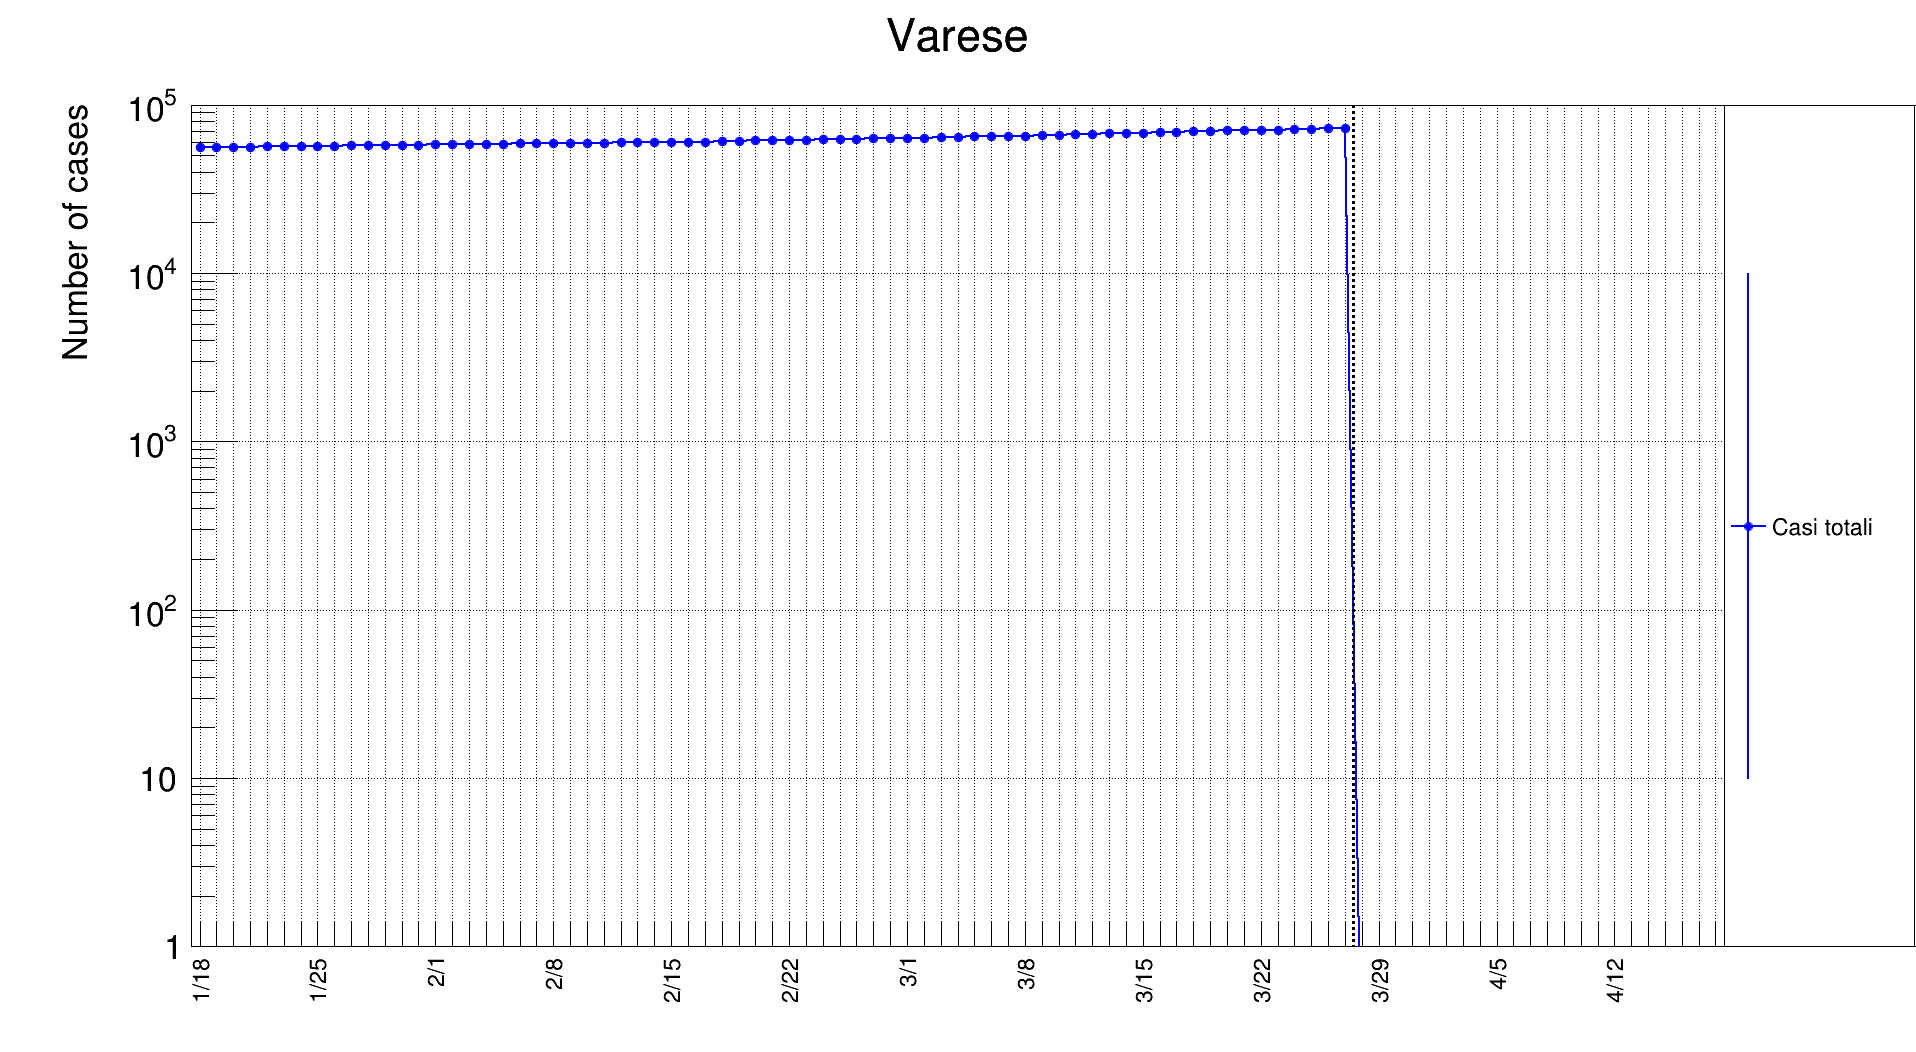 Varese
Number of cases
10^5
10^4
10^3
10^2
10
1
1/18 1/25 2/1 2/8 2/15 2/22 3/1 3/8 3/15 3/22 3/29 4/5 4/12
Casi totali